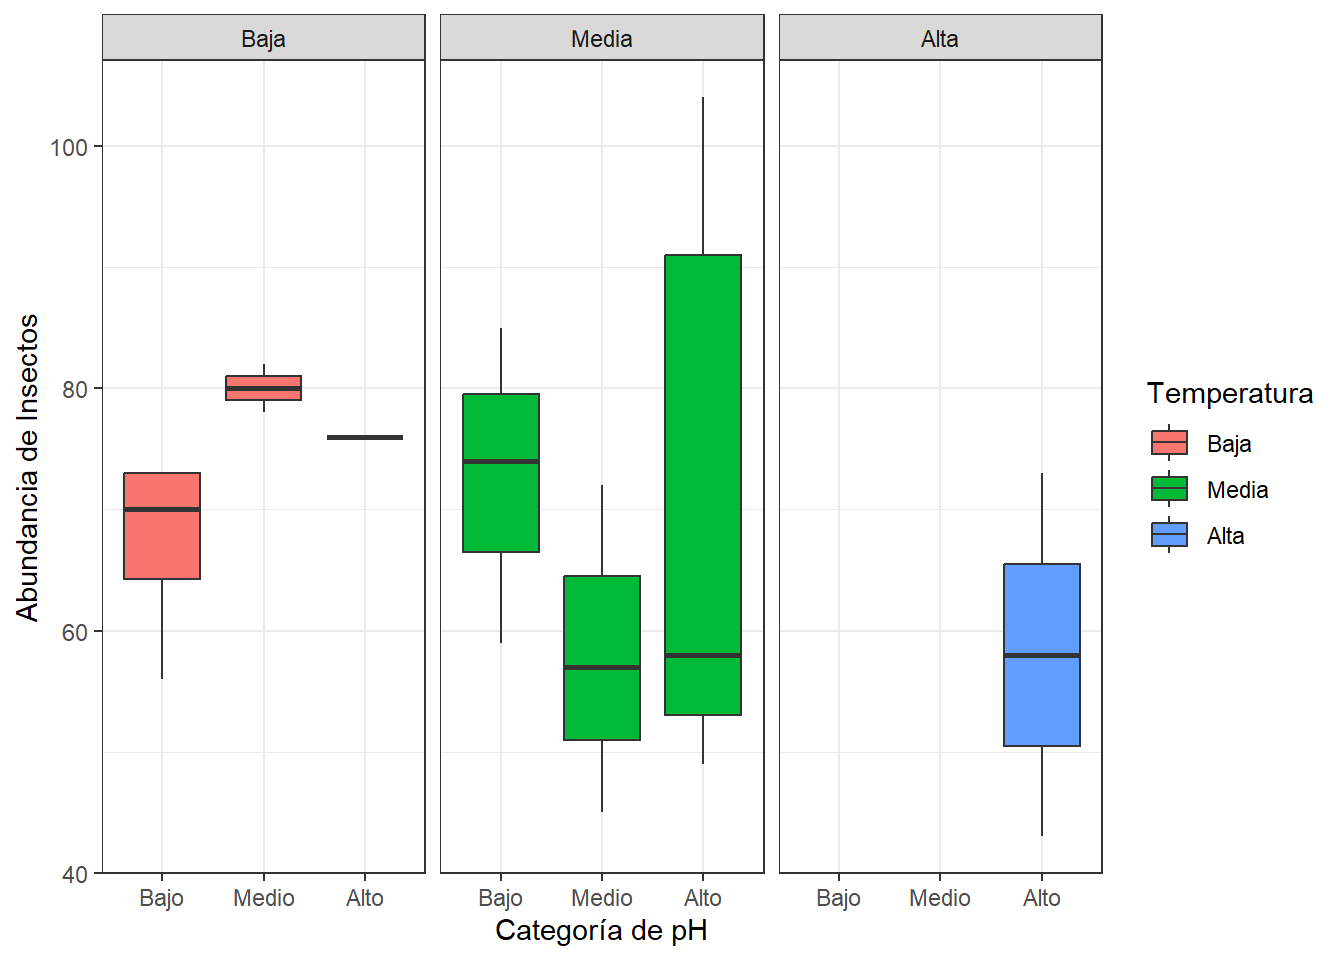 Baja Media Alta
100
80
60
40
Abundancia de Insectos
Bajo Medio Alto Bajo Medio Alto Bajo Medio Alto
Categoría de pH
Temperatura
Baja
Media
Alta